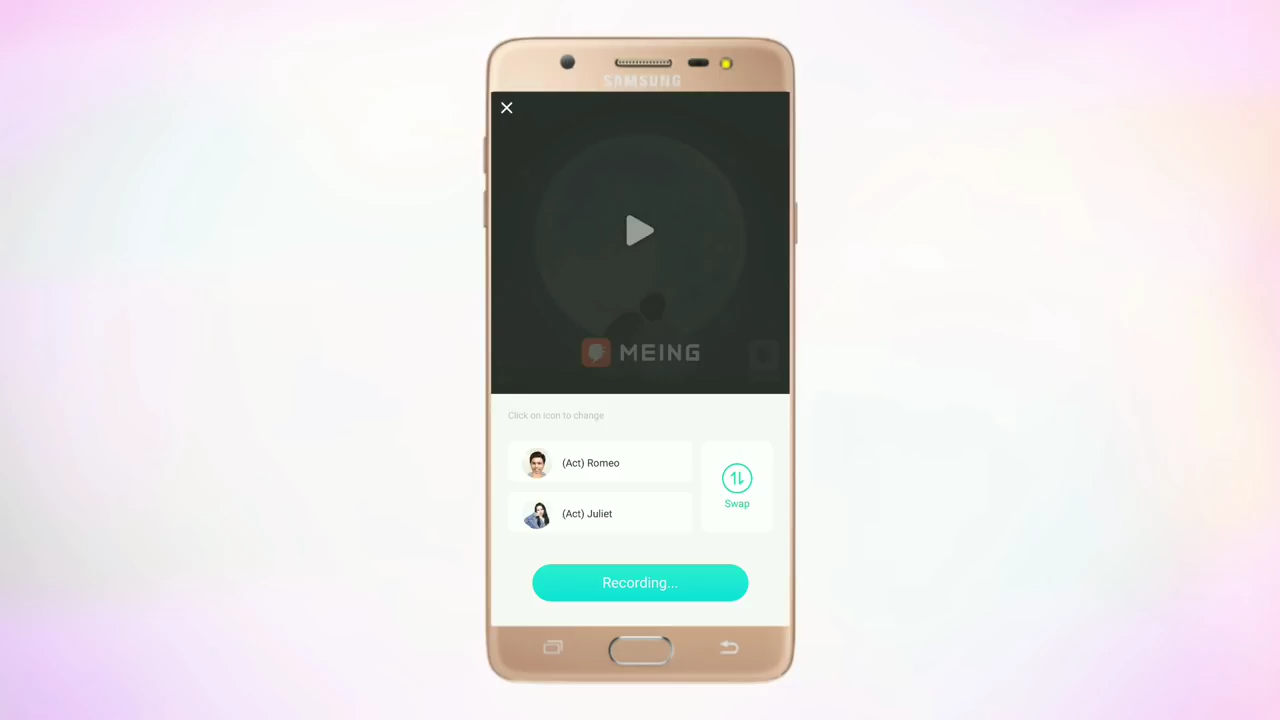 SAMSUNG
MEING
Click on icon to change
(Act) Romeo
(Act) Juliet
Swap
Recording...